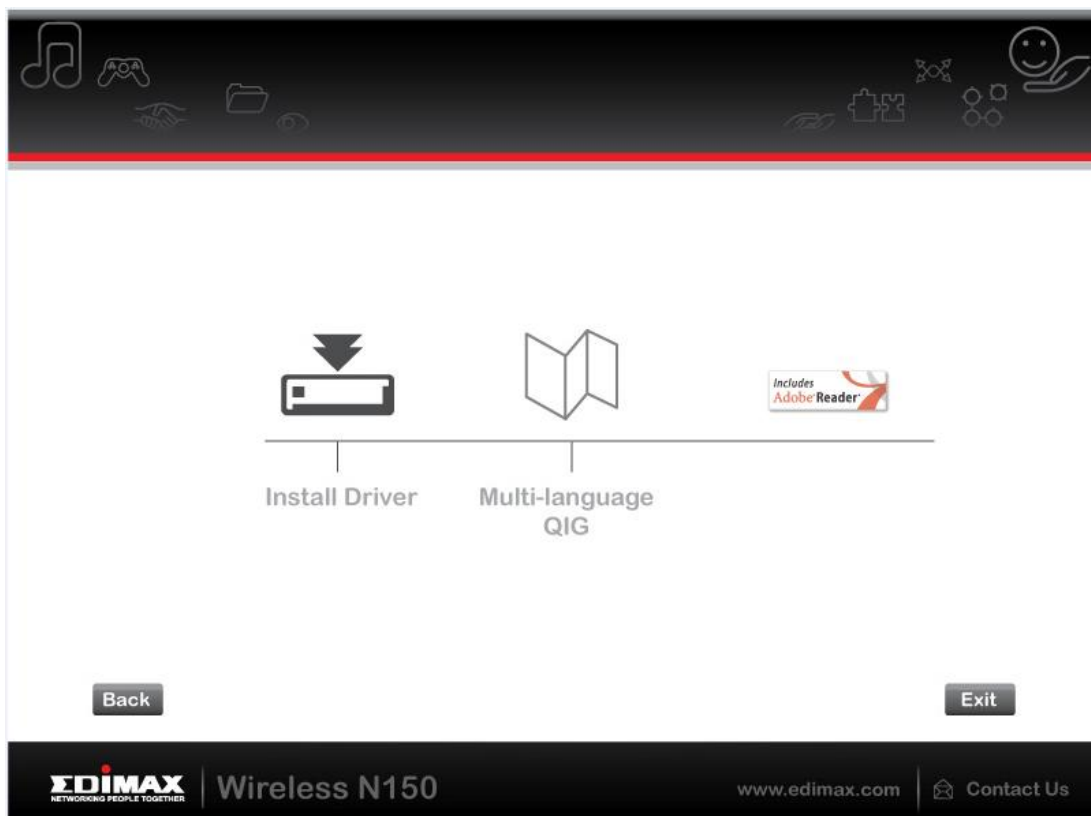 Includes
Adobe Reader
Install Driver
Multi-language
QIG
Back
Exit
EDIMAX
NETWORKING PEOPLE TOGETHER
Wireless N150
www.edimax.com
Contact Us